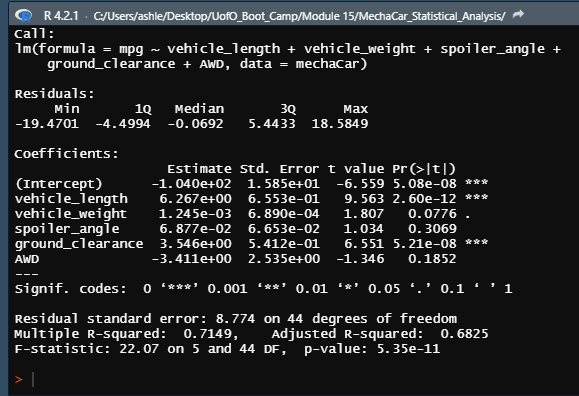 R 4.2.1 · C:/Users/ashle/Desktop/UofO_Boot_Camp/Module 15/MechaCar_Statistical_Analysis/
Call:
lm(formula = mpg ~ vehicle_length + vehicle_weight + spoiler_angle +
    ground_clearance + AWD, data = mechaCar)
Residuals:
     Min       1Q   Median       3Q      Max
-19.4701  -4.4994  -0.0692   5.4433  18.5849
Coefficients:
                   Estimate Std. Error t value Pr(>|t|)
(Intercept)      -1.040e+02  1.585e+01  -6.559 5.08e-08 ***
vehicle_length    6.267e+00  6.553e-01   9.563 2.60e-12 ***
vehicle_weight    1.245e-03  6.890e-04   1.807   0.0776 .
spoiler_angle     6.877e-02  6.653e-02   1.034   0.3069
ground_clearance  3.546e+00  5.412e-01   6.551 5.21e-08 ***
AWD              -3.411e+00  2.535e+00  -1.346   0.1852
---
Signif. codes:  0 ‘***’ 0.001 ‘**’ 0.01 ‘*’ 0.05 ‘.’ 0.1 ‘ ’ 1
Residual standard error: 8.774 on 44 degrees of freedom
Multiple R-squared:  0.7149,    Adjusted R-squared:  0.6825
F-statistic: 22.07 on 5 and 44 DF,  p-value: 5.35e-11
>